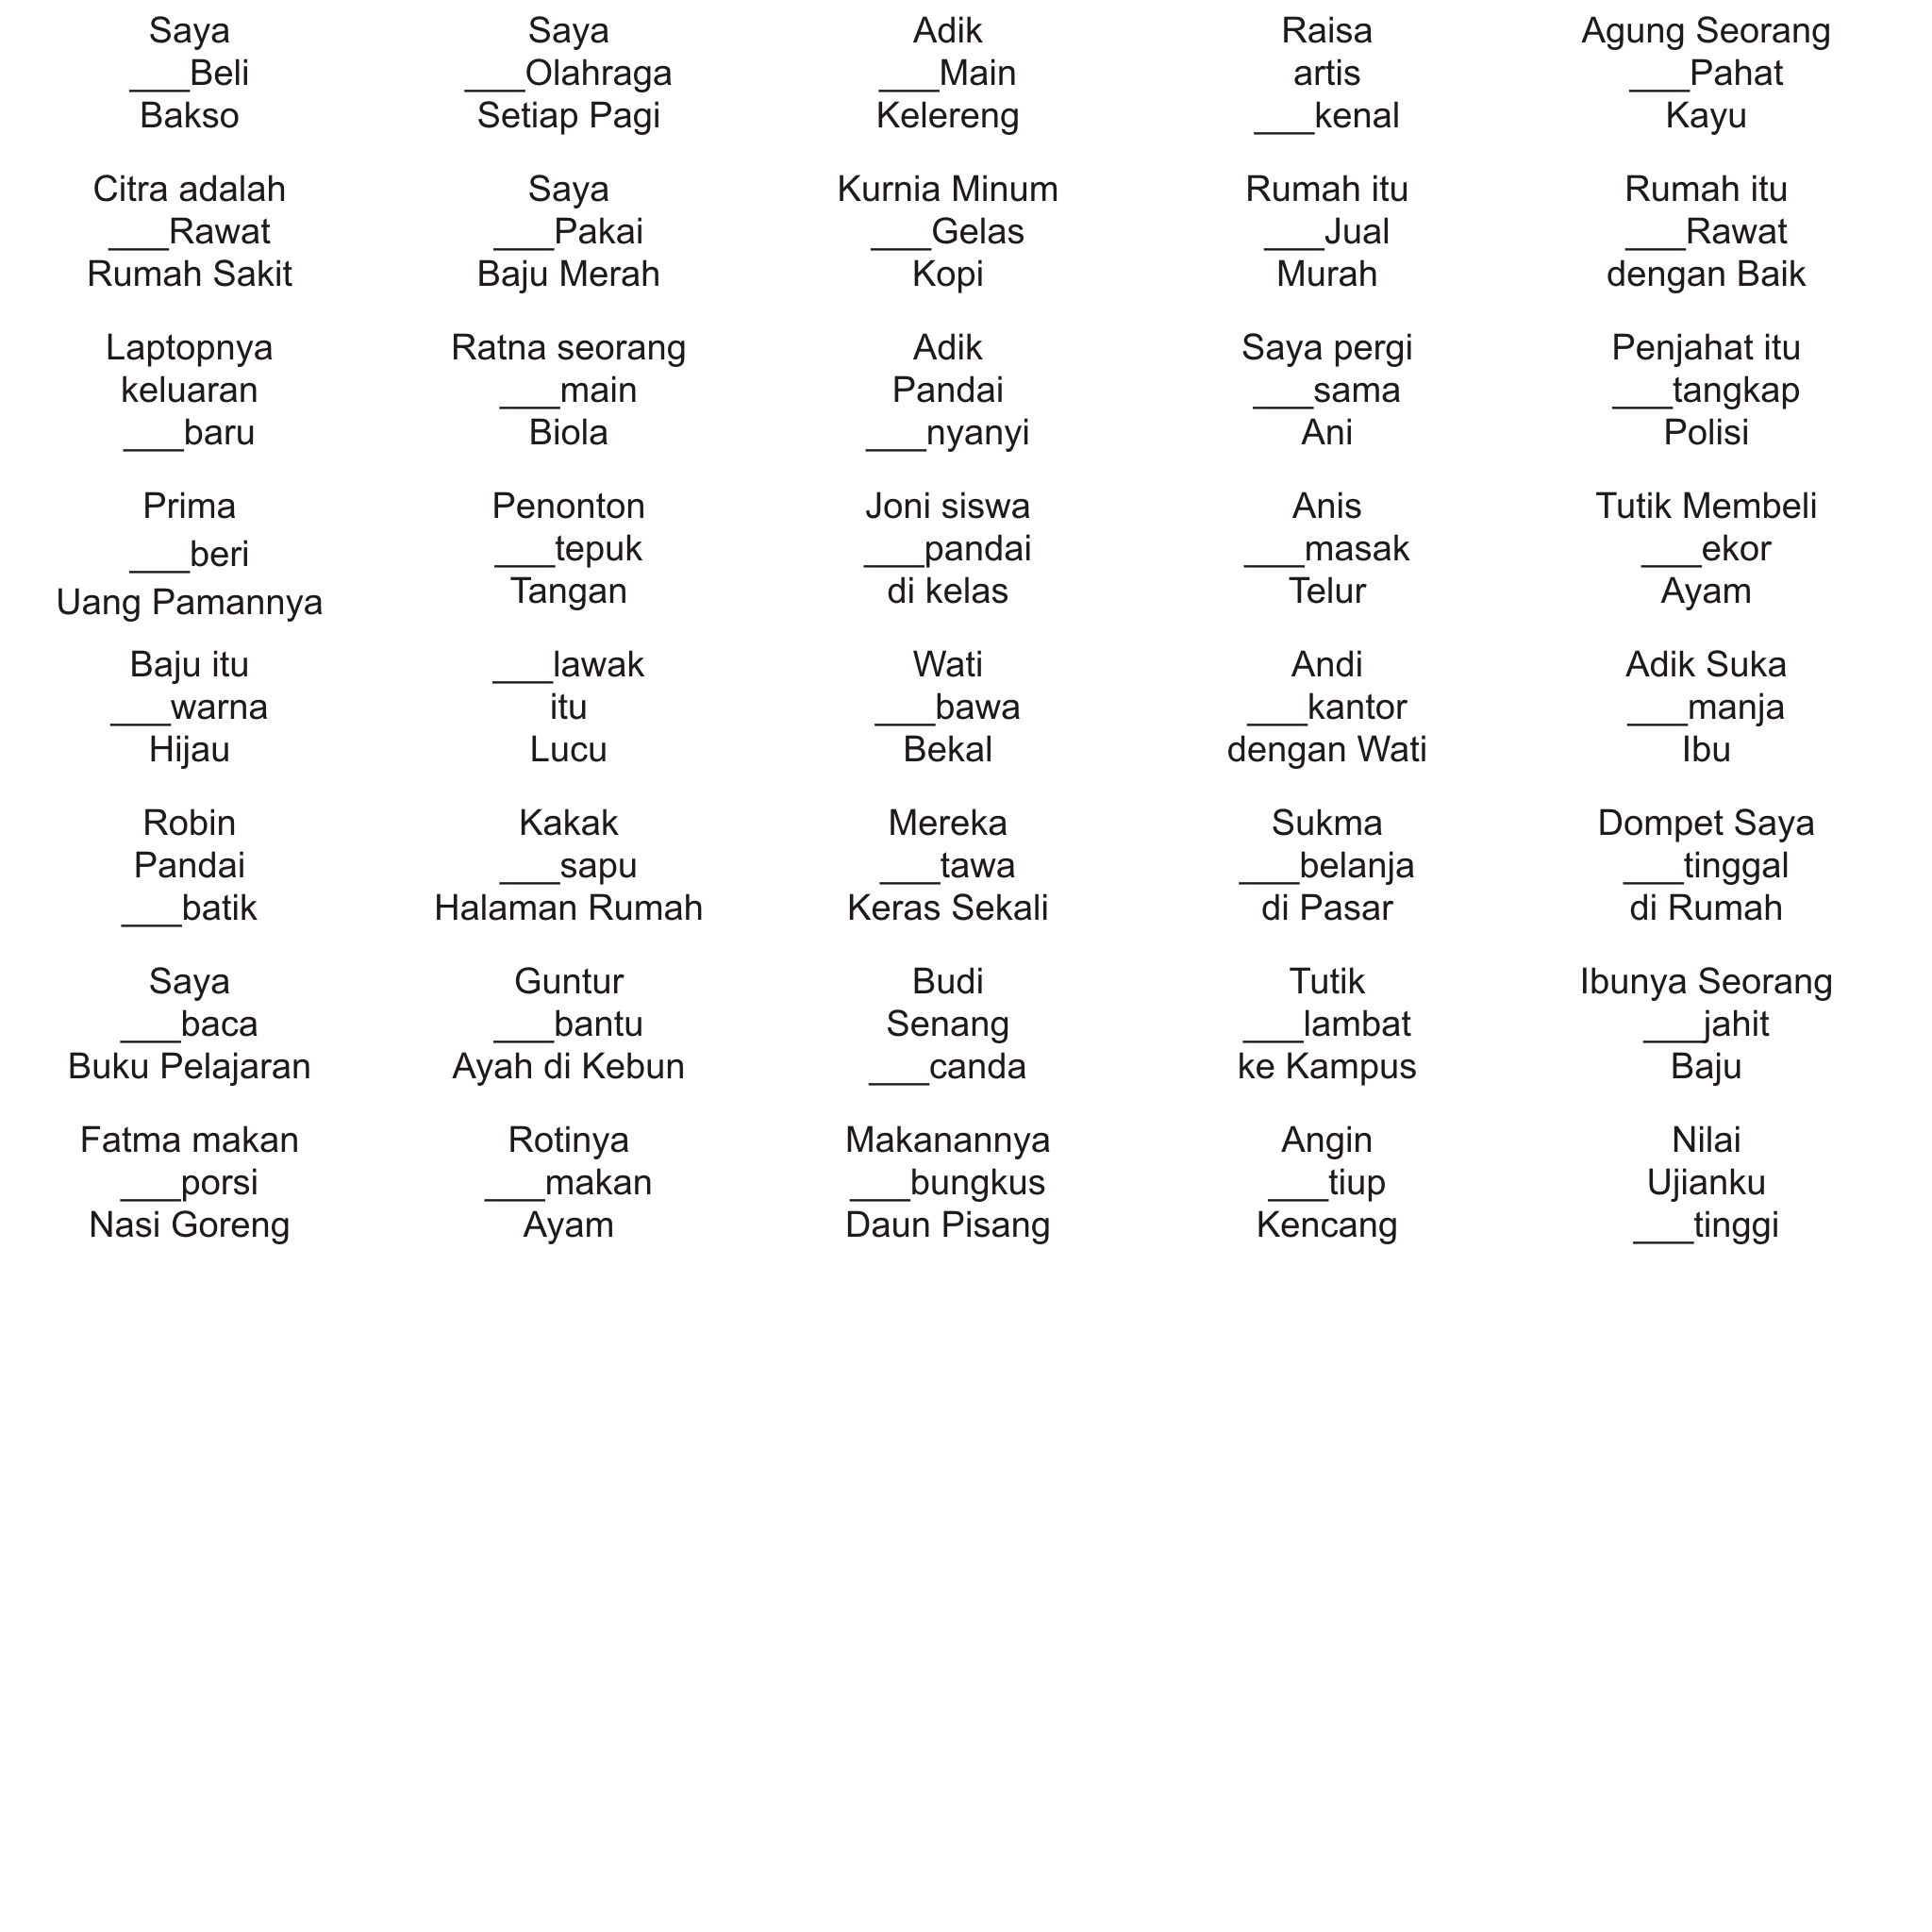 Saya
___Beli
Bakso
Saya
___Olahraga
Setiap Pagi
Adik
___Main
Kelereng
Raisa
artis
___kenal
Agung Seorang
___Pahat
Kayu
Citra adalah
___Rawat
Rumah Sakit
Saya
___Pakai
Baju Merah
Kurnia Minum
___Gelas
Kopi
Rumah itu
___Jual
Murah
Rumah itu
___Rawat
dengan Baik
Laptopnya
keluaran
___baru
Ratna seorang
___main
Biola
Adik
Pandai
___nyanyi
Saya pergi
___sama
Ani
Penjahat itu
___tangkap
Polisi
Prima
___beri
Uang Pamannya
Penonton
___tepuk
Tangan
Joni siswa
___pandai
di kelas
Anis
___masak
Telur
Tutik Membeli
___ekor
Ayam
Baju itu
___warna
Hijau
___lawak
itu
Lucu
Wati
___bawa
Bekal
Andi
___kantor
dengan Wati
Adik Suka
___manja
Ibu
Robin
Pandai
___batik
Kakak
___sapu
Halaman Rumah
Mereka
___tawa
Keras Sekali
Sukma
___belanja
di Pasar
Dompet Saya
___tinggal
di Rumah
Saya
___baca
Buku Pelajaran
Guntur
___bantu
Ayah di Kebun
Budi
Senang
___canda
Tutik
___lambat
ke Kampus
Ibunya Seorang
___jahit
Baju
Fatma makan
___porsi
Nasi Goreng
Rotinya
___makan
Ayam
Makanannya
___bungkus
Daun Pisang
Angin
___tiup
Kencang
Nilai
Ujianku
___tinggi